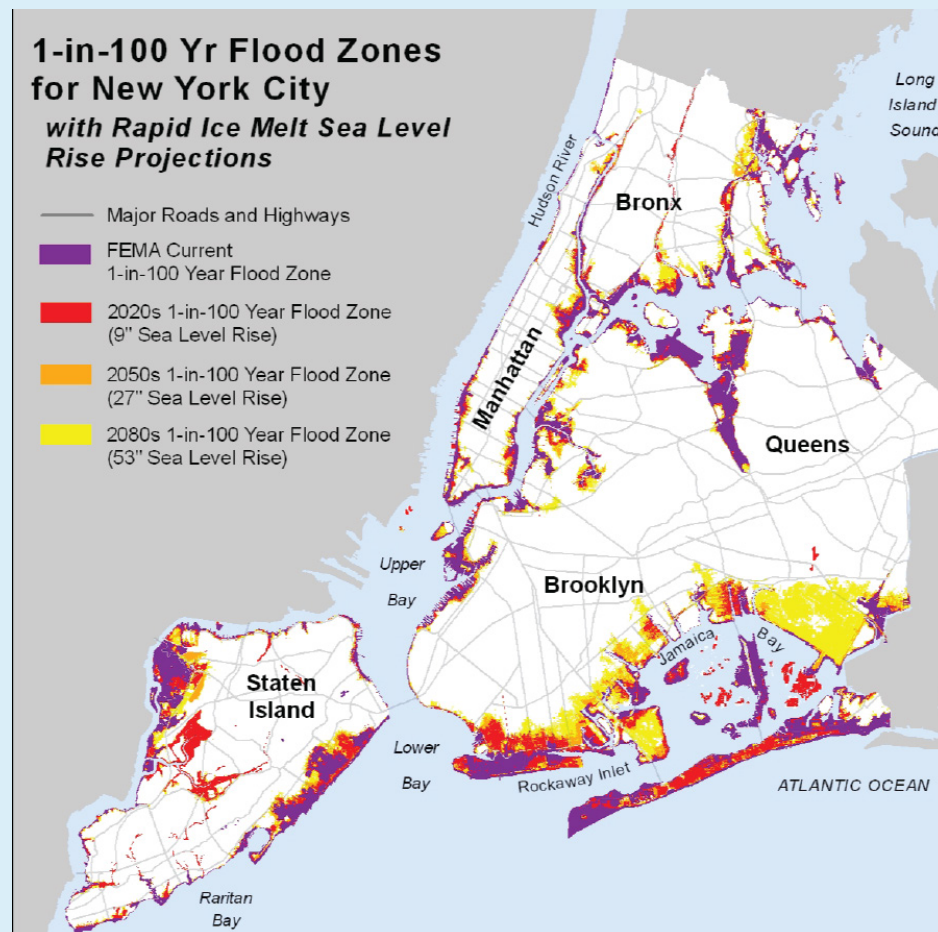 1-in-100 Yr Flood Zones
for New York City
with Rapid Ice Melt Sea Level
Rise Projections
Major Roads and Highways
FEMA Current
1-in-100 Year Flood Zone
2020s 1-in-100 Year Flood Zone
(9" Sea Level Rise)
2050s 1-in-100 Year Flood Zone
(27" Sea Level Rise)
2080s 1-in-100 Year Flood Zone
(53" Sea Level Rise)
Long
Island
Sound
Hudson River
Bronx
Manhattan
Queens
Upper
Bay
Brooklyn
Jamaica
Bay
Staten
Island
Lower
Bay
Rockaway Inlet
ATLANTIC OCEAN
Raritan
Bay